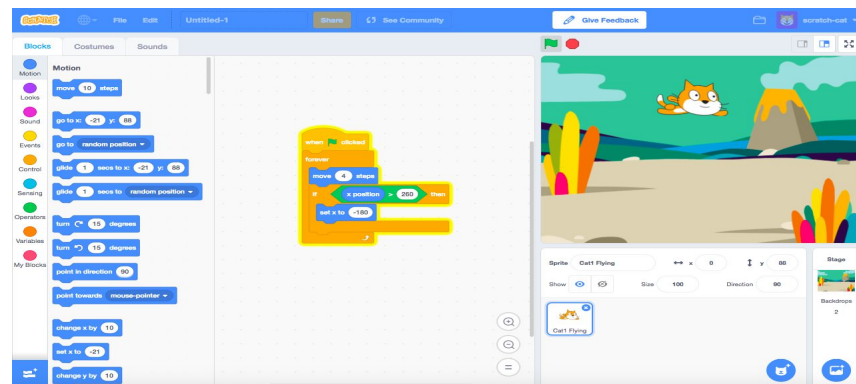 SCRATCH File Edit Untitled-1 Share See Community Give Feedback scratch-cat
Blocks Costumes Sounds
Motion
Looks
Sound
Events
Control
Sensing
Operators
Variables
My Blocks
Motion
move 10 steps
go to x: -21 y: 88
go to random position
glide 1 secs to x: -21 y: 88
glide 1 secs to random position
turn 15 degrees
turn 15 degrees
point in direction 90
point towards mouse-pointer
change x by 10
set x to -21
change y by 10
when clicked
forever
move 4 steps
if x position > 260 then
set x to -180
Sprite Cat1 Flying x 0 y 88
Show Size 100 Direction 90
Cat1 Flying
Stage
Backdrops
2